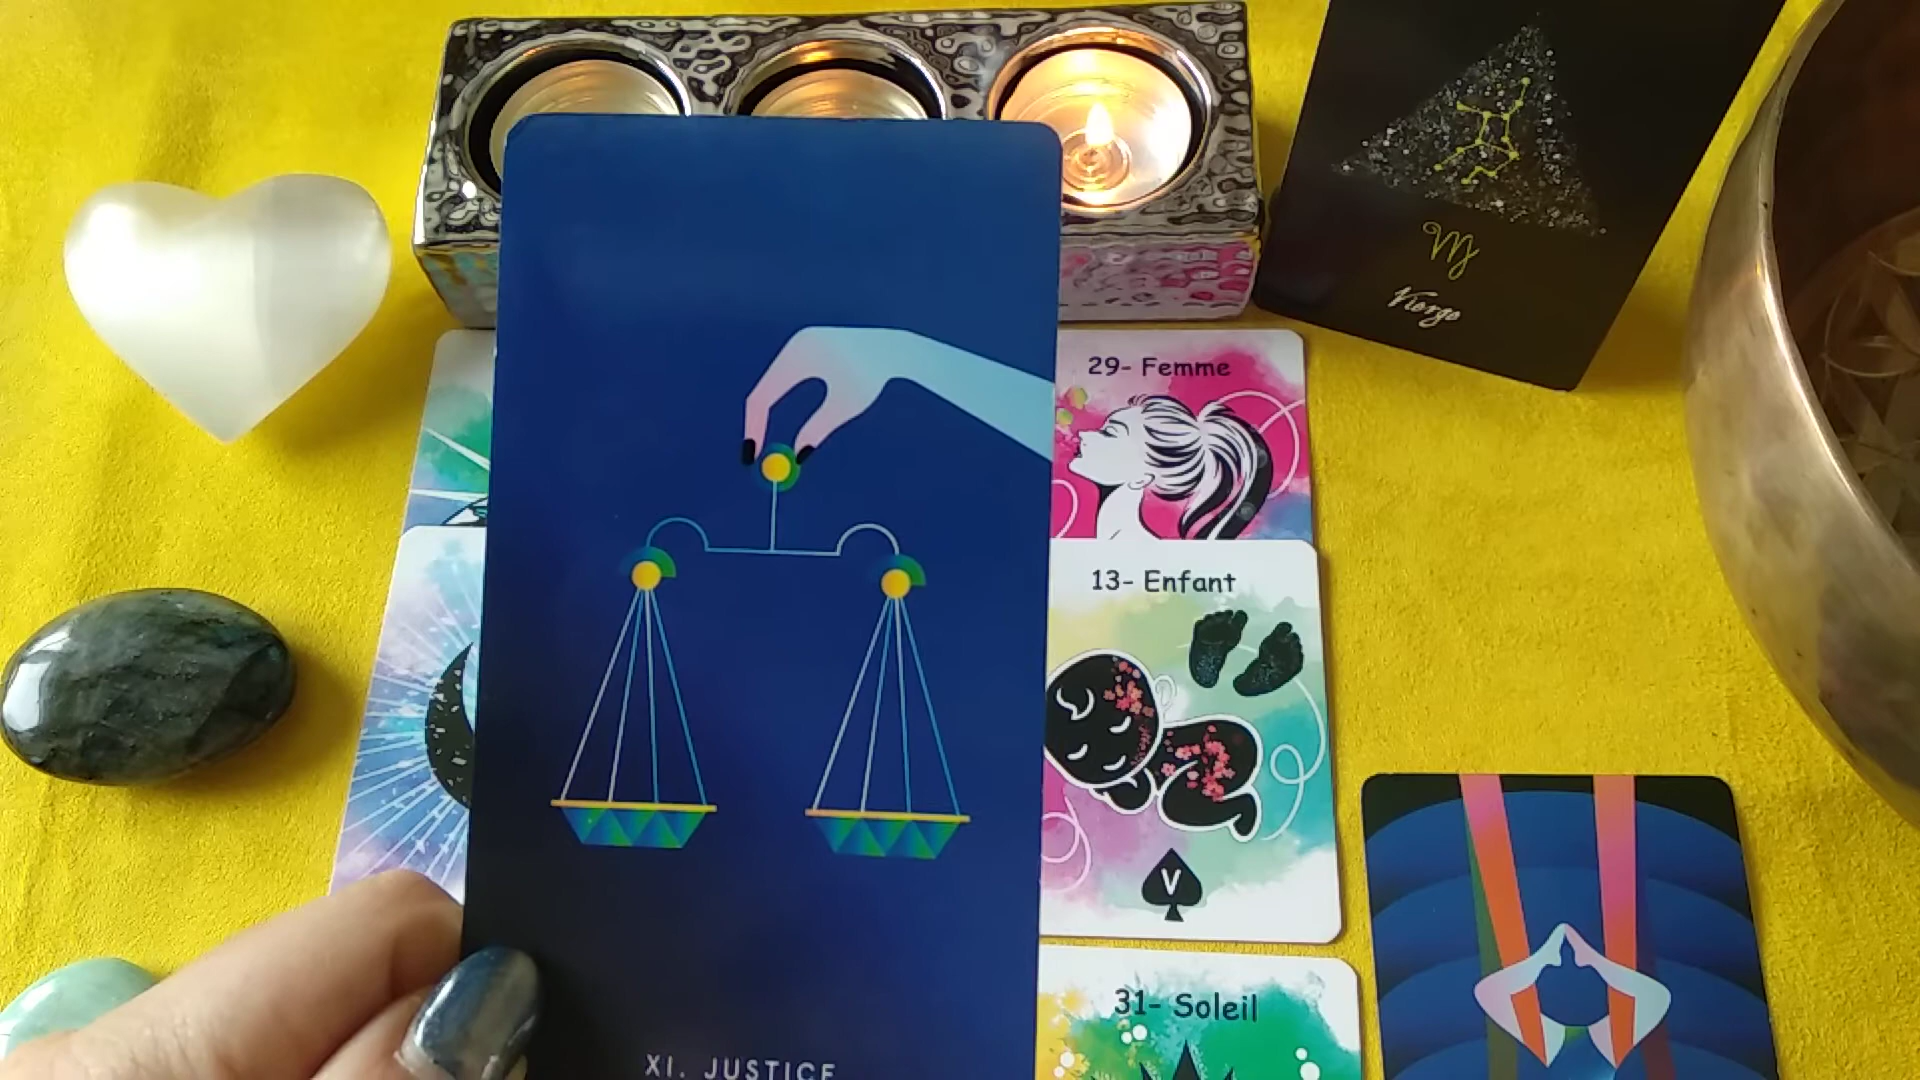 Vierge
29- Femme
13- Enfant
V
31- Soleil
XI. JUSTICE